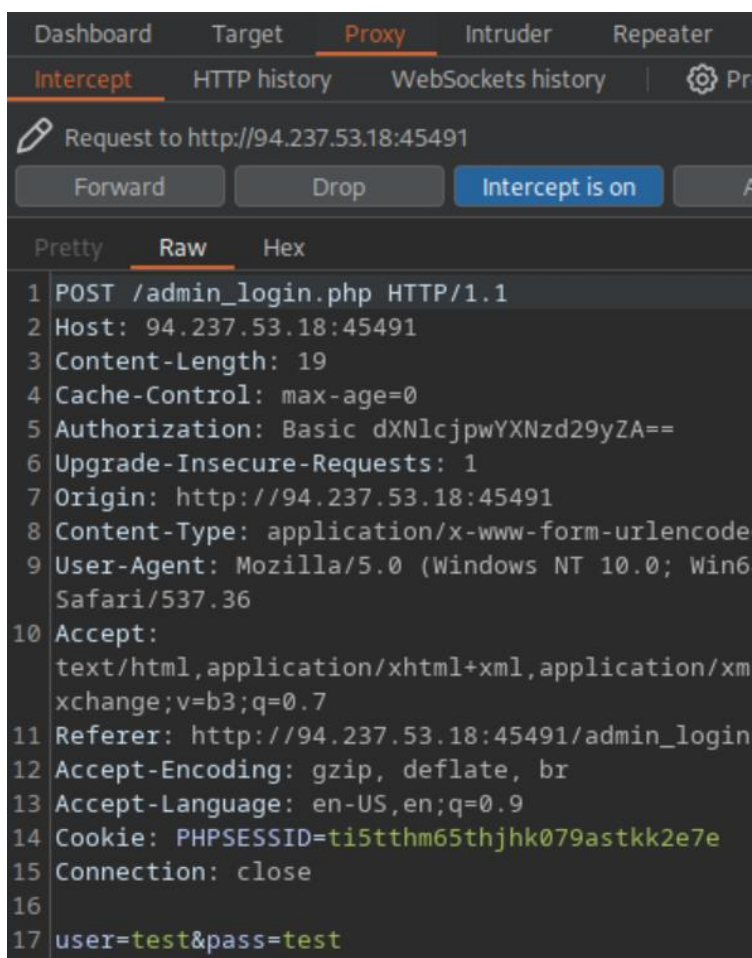 Dashboard Target Proxy Intruder Repeater
Intercept HTTP history WebSockets history
Request to http://94.237.53.18:45491
Forward Drop Intercept is on
Pretty Raw Hex
1 POST /admin_login.php HTTP/1.1
2 Host: 94.237.53.18:45491
3 Content-Length: 19
4 Cache-Control: max-age=0
5 Authorization: Basic dXNlcjpwYXNzd29yZA==
6 Upgrade-Insecure-Requests: 1
7 Origin: http://94.237.53.18:45491
8 Content-Type: application/x-www-form-urlencode
9 User-Agent: Mozilla/5.0 (Windows NT 10.0; Win6
Safari/537.36
10 Accept:
text/html,application/xhtml+xml,application/xm
xchange;v=b3;q=0.7
11 Referer: http://94.237.53.18:45491/admin_login
12 Accept-Encoding: gzip, deflate, br
13 Accept-Language: en-US,en;q=0.9
14 Cookie: PHPSESSID=ti5tthm65thjhk079astkk2e7e
15 Connection: close
16
17 user=test&pass=test